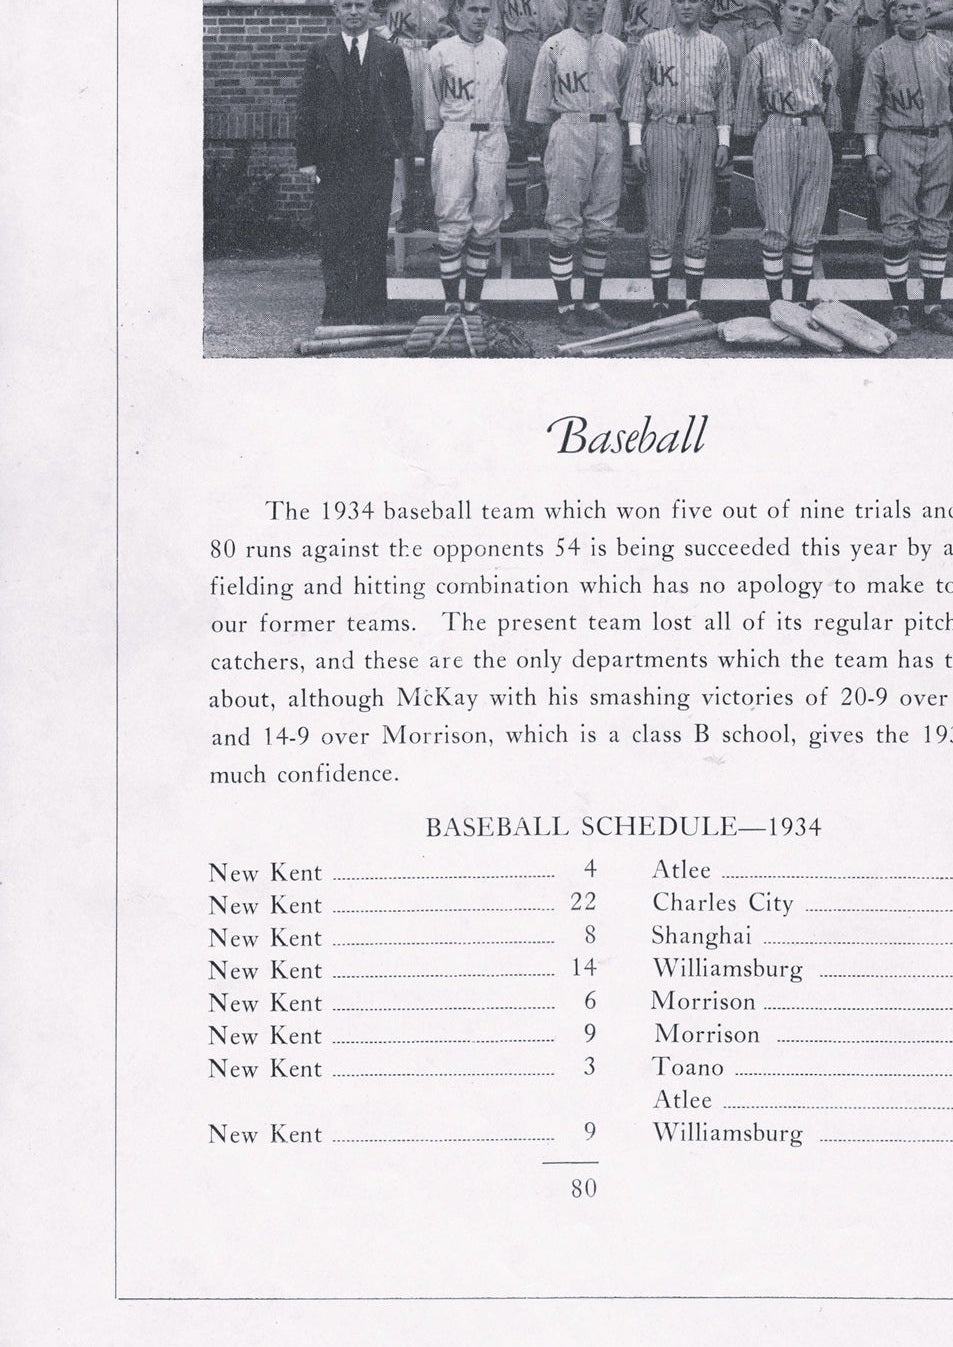 N.K.
N.K.
N.K.
N.K.
N.K.
N.K.
N.K.
Baseball
The 1934 baseball team which won five out of nine trials and
80 runs against the opponents 54 is being succeeded this year by a
fielding and hitting combination which has no apology to make to
our former teams. The present team lost all of its regular pitch
catchers, and these are the only departments which the team has t
about, although McKay with his smashing victories of 20-9 over
and 14-9 over Morrison, which is a class B school, gives the 193
much confidence.
BASEBALL SCHEDULE—1934
New Kent 4 Atlee
New Kent 22 Charles City
New Kent 8 Shanghai
New Kent 14 Williamsburg
New Kent 6 Morrison
New Kent 9 Morrison
New Kent 3 Toano
Atlee
New Kent 9 Williamsburg
80